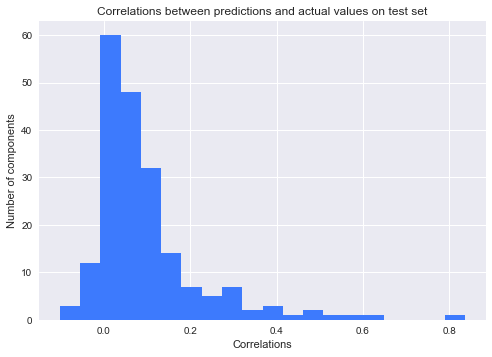 Correlations between predictions and actual values on test set
Number of components
60
50
40
30
20
10
0
0.0 0.2 0.4 0.6 0.8
Correlations